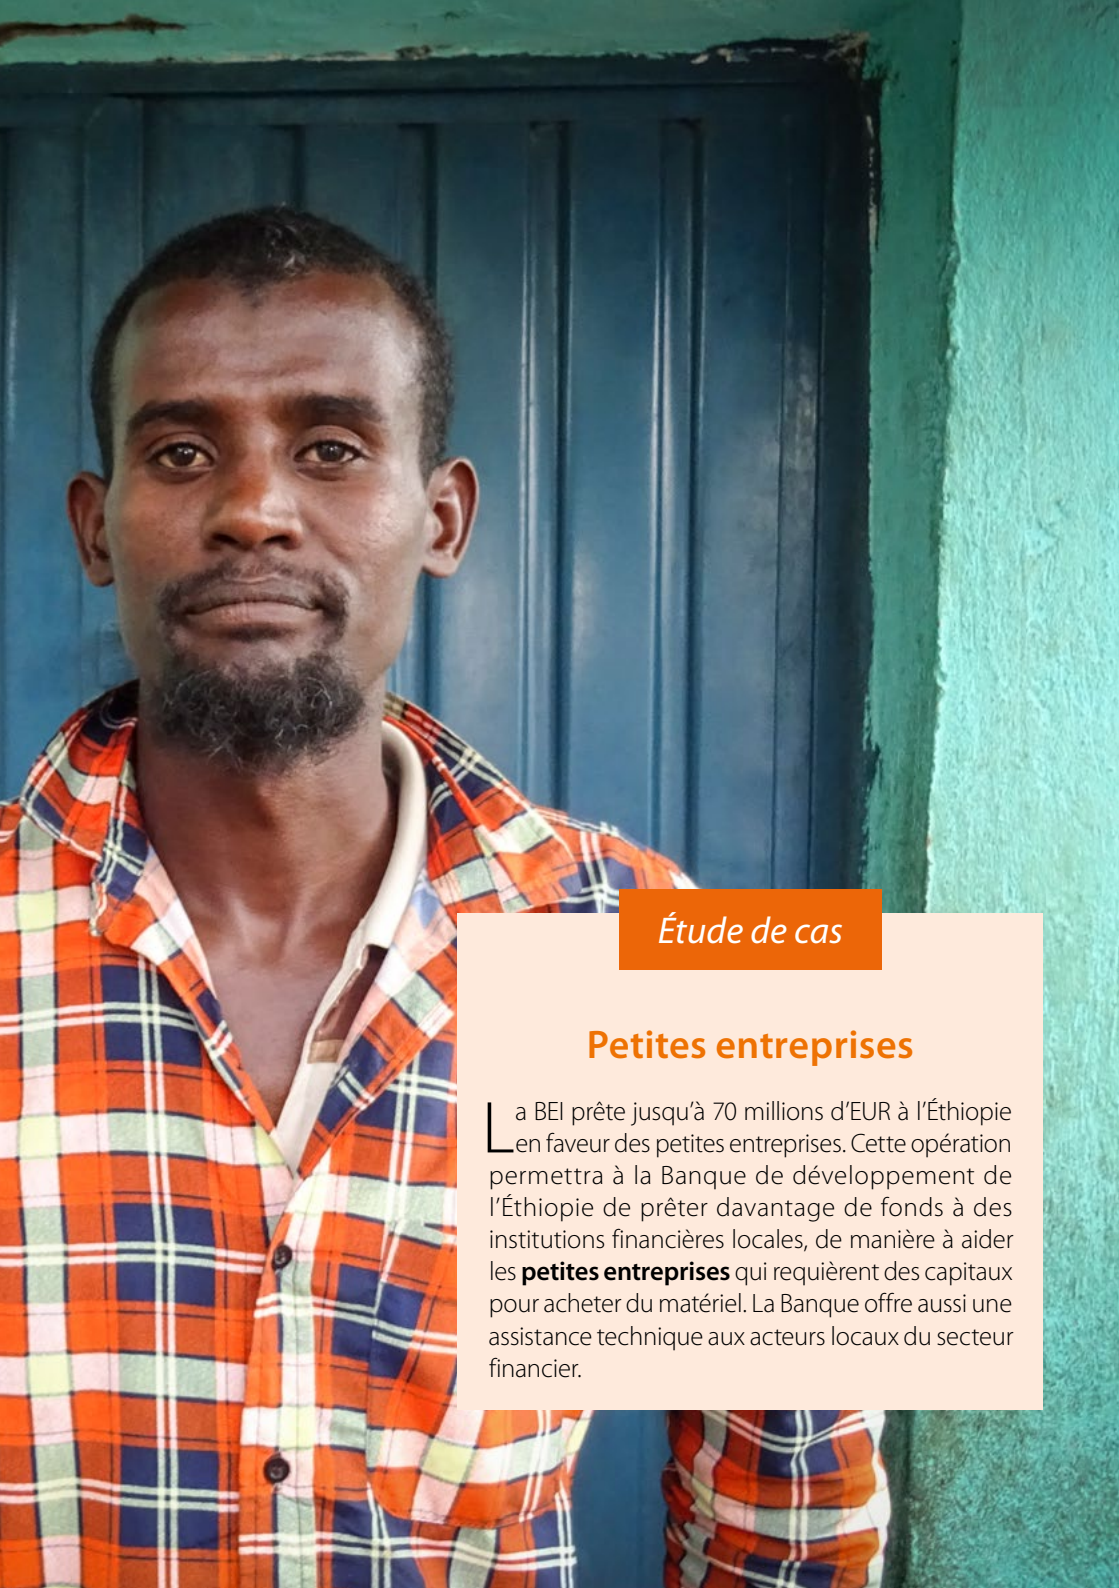 Étude de cas
Petites entreprises
La BEI prête jusqu’à 70 millions d’EUR à l’Éthiopie
en faveur des petites entreprises. Cette opération
permettra à la Banque de développement de
l’Éthiopie de prêter davantage de fonds à des
institutions financières locales, de manière à aider
les petites entreprises qui requièrent des capitaux
pour acheter du matériel. La Banque offre aussi une
assistance technique aux acteurs locaux du secteur
financier.